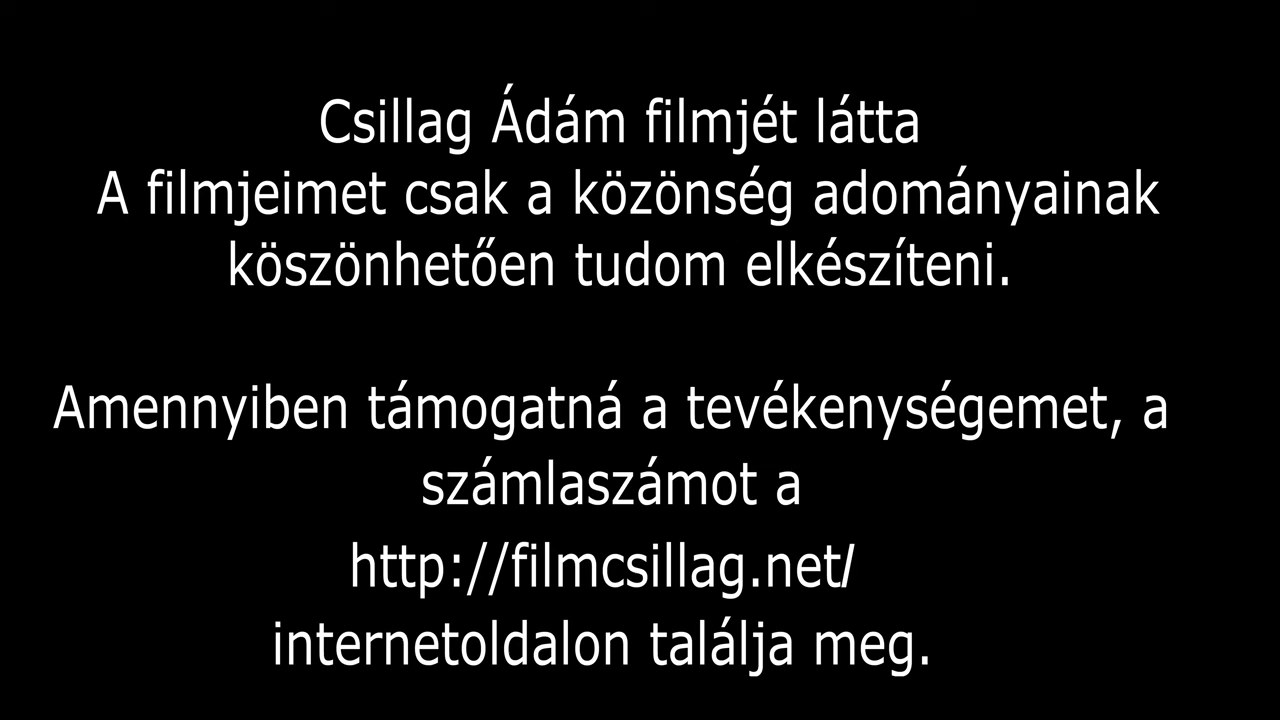 Csillag Ádám filmjét látta
A filmjeimet csak a közönség adományainak
köszönhetően tudom elkészíteni.
Amennyiben támogatná a tevékenységemet, a
számlaszámot a
http://filmcsillag.net/
internetoldalon találja meg.